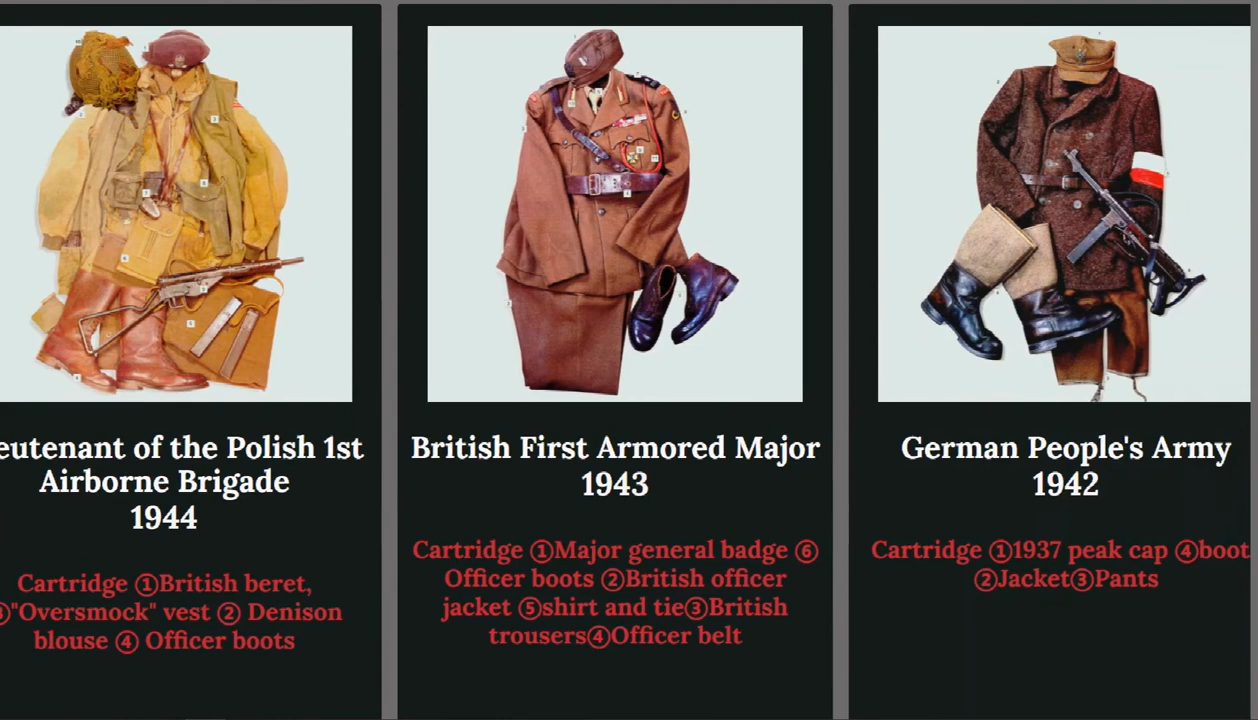 eutenant of the Polish 1st
Airborne Brigade
1944
Cartridge ①British beret,
"Oversmock" vest ② Denison
blouse ④ Officer boots
British First Armored Major
1943
Cartridge ①Major general badge ⑥
Officer boots ②British officer
jacket ⑤shirt and tie③British
trousers④Officer belt
German People's Army
1942
Cartridge ①1937 peak cap ④boot
②Jacket③Pants